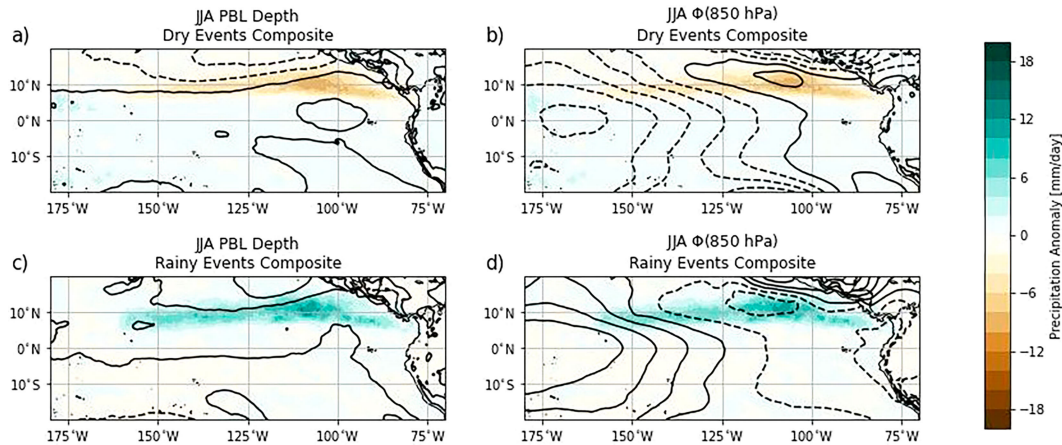 JJA PBL Depth
Dry Events Composite
a)
10°N
0°N
10°S
175°W 150°W 125°W 100°W 75°W
JJA Φ(850 hPa)
Dry Events Composite
b)
10°N
0°N
10°S
175°W 150°W 125°W 100°W 75°W
JJA PBL Depth
Rainy Events Composite
c)
10°N
0°N
10°S
175°W 150°W 125°W 100°W 75°W
JJA Φ(850 hPa)
Rainy Events Composite
d)
10°N
0°N
10°S
175°W 150°W 125°W 100°W 75°W
18
12
6
0
−6
−12
−18
Precipitation Anomaly [mm/day]